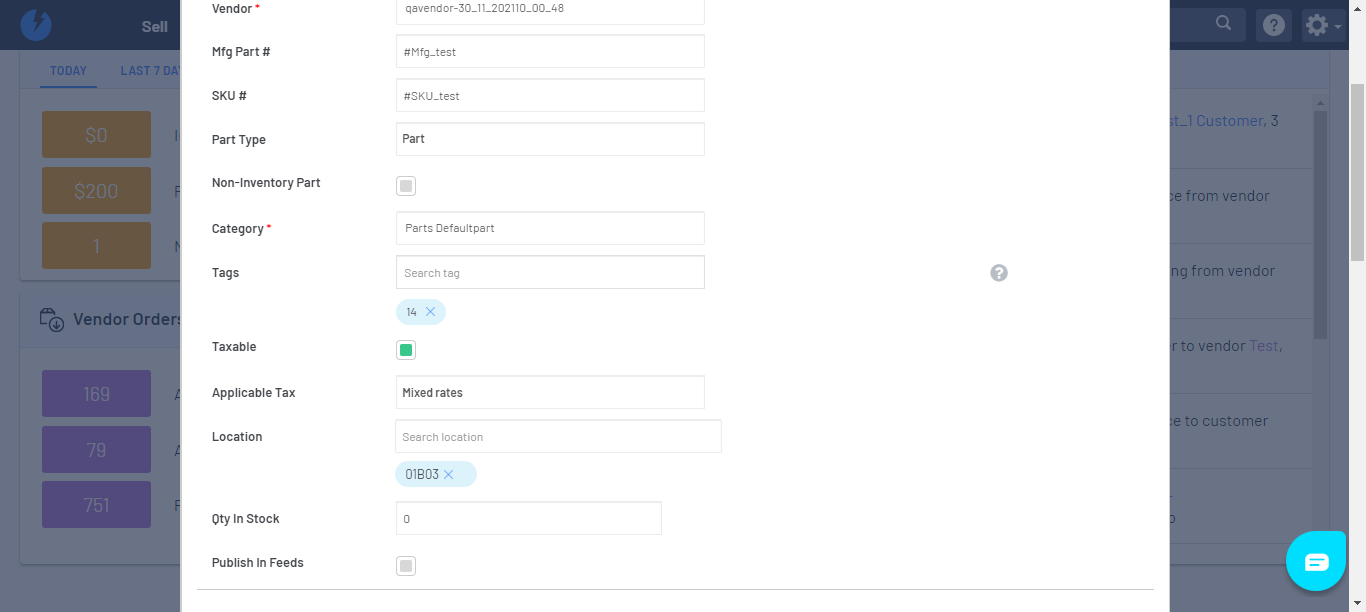 Vendor * qavendor-30_11_202110_00_48
Sell
Mfg Part # #Mfg_test
TODAY LAST 7 DA
SKU # #SKU_test
$0
st_1 Customer, 3
Part Type Part
Non-Inventory Part
$200
ce from vendor
Category * Parts Defaultpart
1
Tags Search tag ?
ng from vendor
14
Vendor Orders
Taxable
r to vendor Test,
169
Applicable Tax Mixed rates
ce to customer
Location Search location
79
01B03
751
Qty In Stock 0
Publish In Feeds